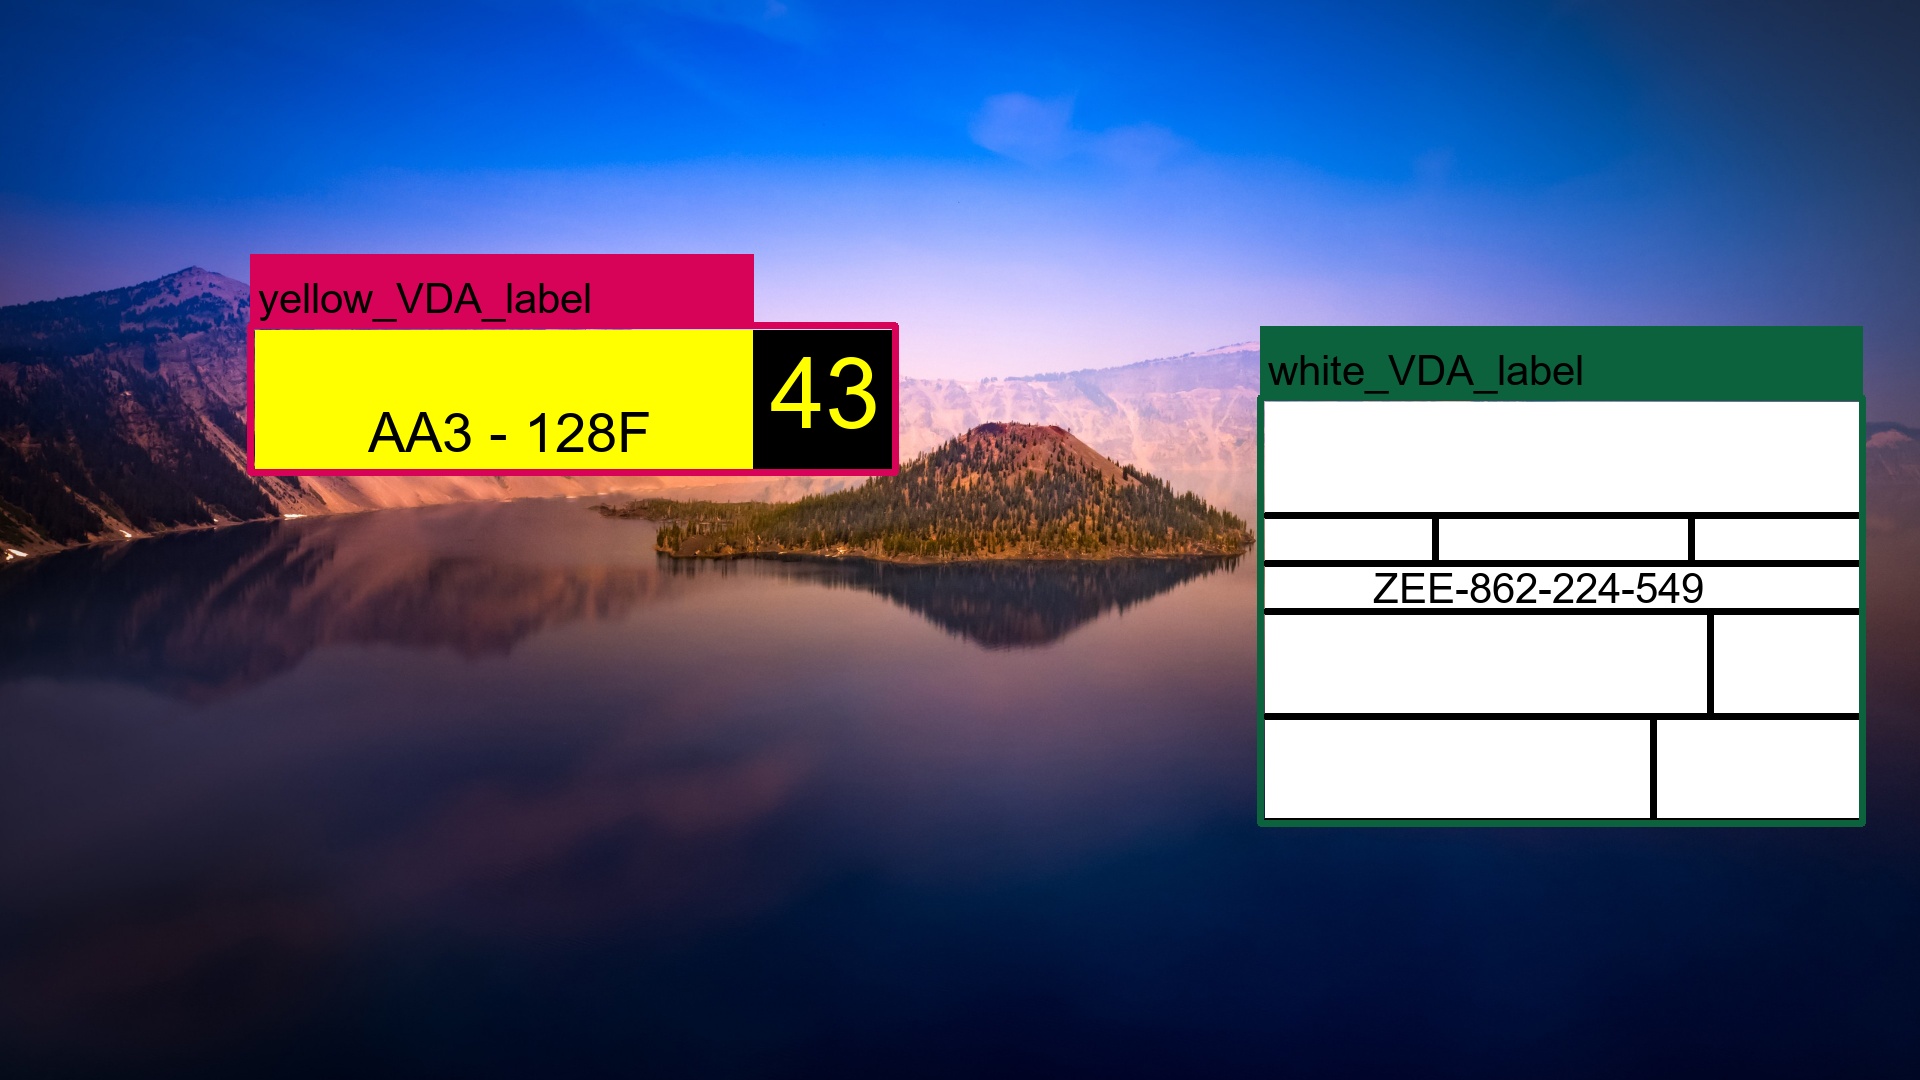 yellow_VDA_label
AA3 - 128F
43
white_VDA_label
ZEE-862-224-549